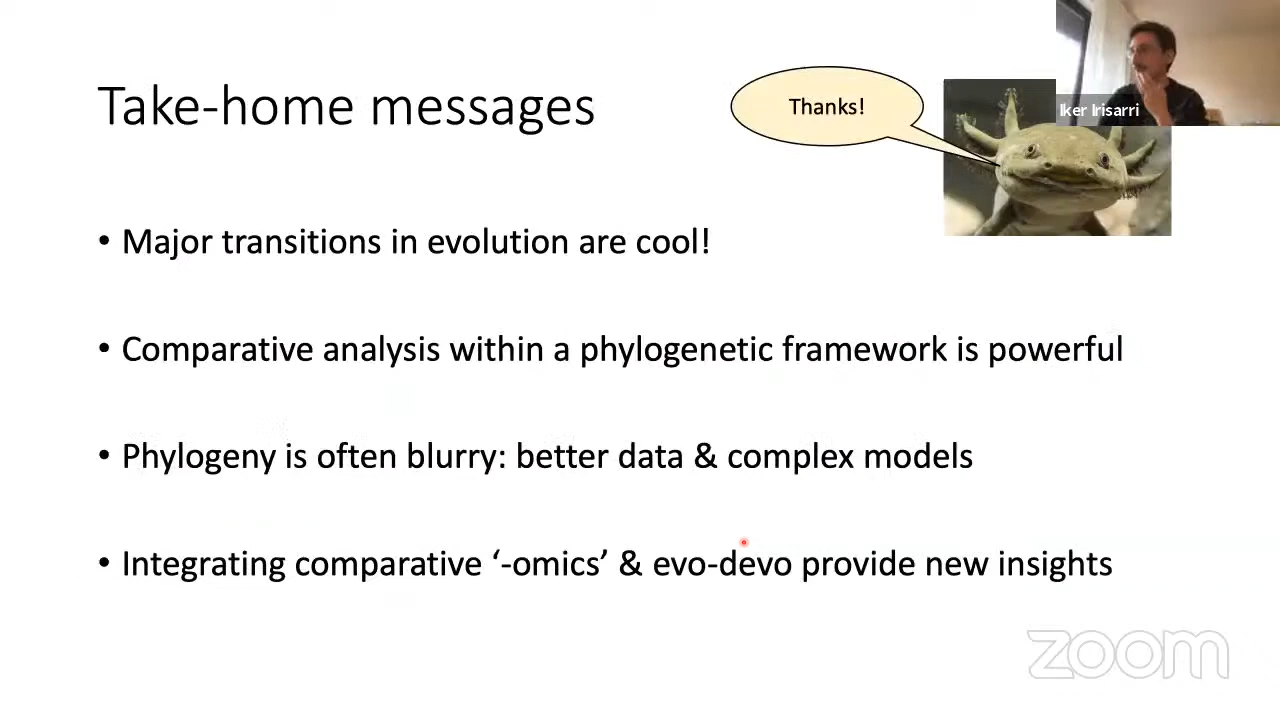 Take-home messages
Thanks!
Iker Irisarri
• Major transitions in evolution are cool!
• Comparative analysis within a phylogenetic framework is powerful
• Phylogeny is often blurry: better data & complex models
• Integrating comparative ‘-omics’ & evo-devo provide new insights
zoom